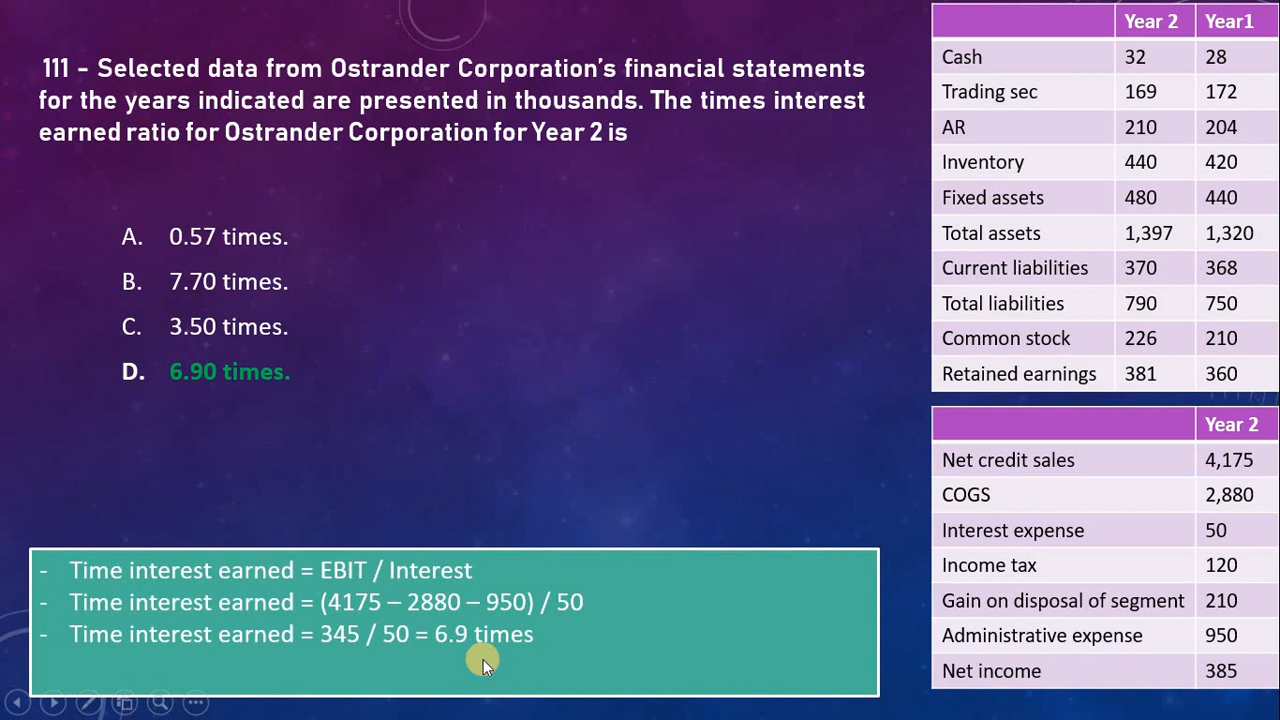 111 - Selected data from Ostrander Corporation's financial statements
for the years indicated are presented in thousands. The times interest
earned ratio for Ostrander Corporation for Year 2 is
A. 0.57 times.
B. 7.70 times.
C. 3.50 times.
D. 6.90 times.
- Time interest earned = EBIT / Interest
- Time interest earned = (4175 – 2880 – 950) / 50
- Time interest earned = 345 / 50 = 6.9 times
Year 2 Year1
Cash 32 28
Trading sec 169 172
AR 210 204
Inventory 440 420
Fixed assets 480 440
Total assets 1,397 1,320
Current liabilities 370 368
Total liabilities 790 750
Common stock 226 210
Retained earnings 381 360
Year 2
Net credit sales 4,175
COGS 2,880
Interest expense 50
Income tax 120
Gain on disposal of segment 210
Administrative expense 950
Net income 385